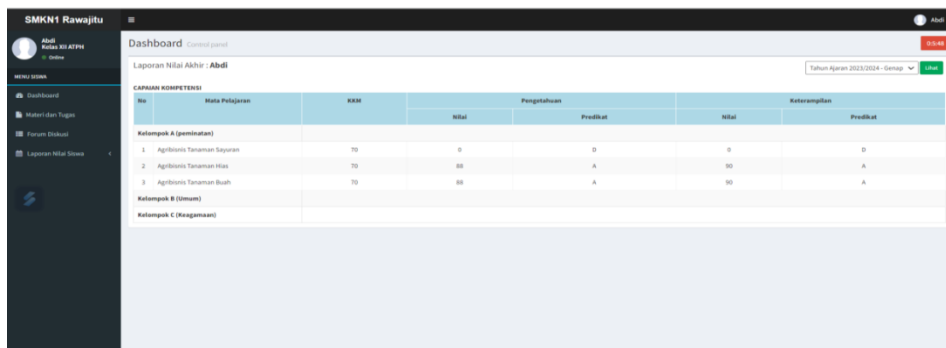 SMKN1 Rawajitu
Abdi
Abdi
Kelas XII ATPH
Online
MENU SISWA
Dashboard
Materi dan Tugas
Forum Diskusi
Laporan Nilai Siswa
Dashboard Control panel
0:5:48
Laporan Nilai Akhir : Abdi
Tahun Ajaran 2023/2024 - Genap Lihat
CAPAIAN KOMPETENSI
No Mata Pelajaran KKM Pengetahuan Keterampilan
Nilai Predikat Nilai Predikat
Kelompok A (peminatan)
1 Agribisnis Tanaman Sayuran 70 0 D 0 D
2 Agribisnis Tanaman Hias 70 88 A 90 A
3 Agribisnis Tanaman Buah 70 88 A 90 A
Kelompok B (Umum)
Kelompok C (Keagamaan)